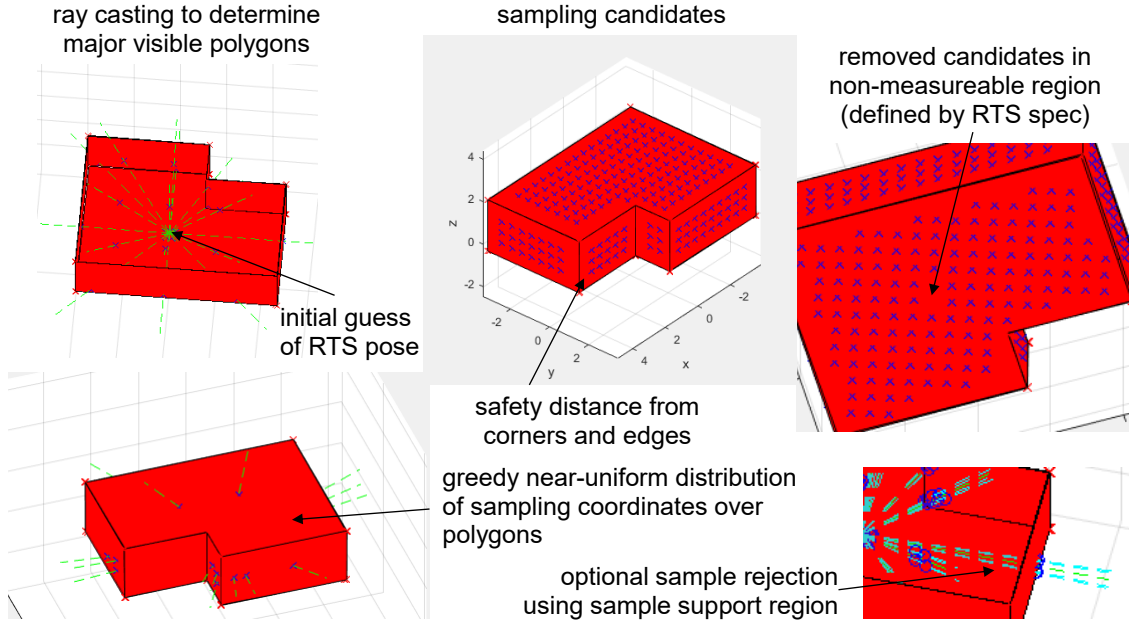 ray casting to determine
major visible polygons
sampling candidates
removed candidates in
non-measureable region
(defined by RTS spec)
4
2
0
-2
z
-2
0
2
y
4
2
0
-2
x
initial guess
of RTS pose
safety distance from
corners and edges
greedy near-uniform distribution
of sampling coordinates over
polygons
optional sample rejection
using sample support region